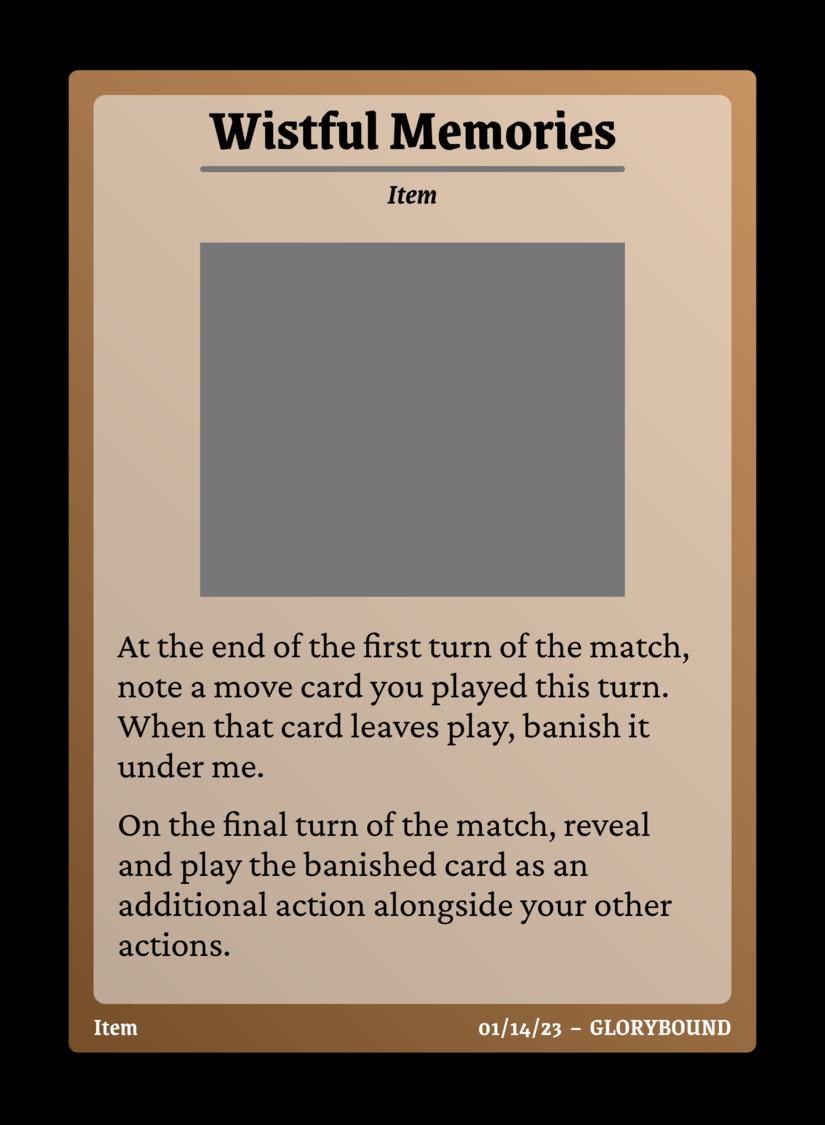 Wistful Memories
Item
At the end of the first turn of the match,
note a move card you played this turn.
When that card leaves play, banish it
under me.
On the final turn of the match, reveal
and play the banished card as an
additional action alongside your other
actions.
Item
01/14/23 – GLORYBOUND